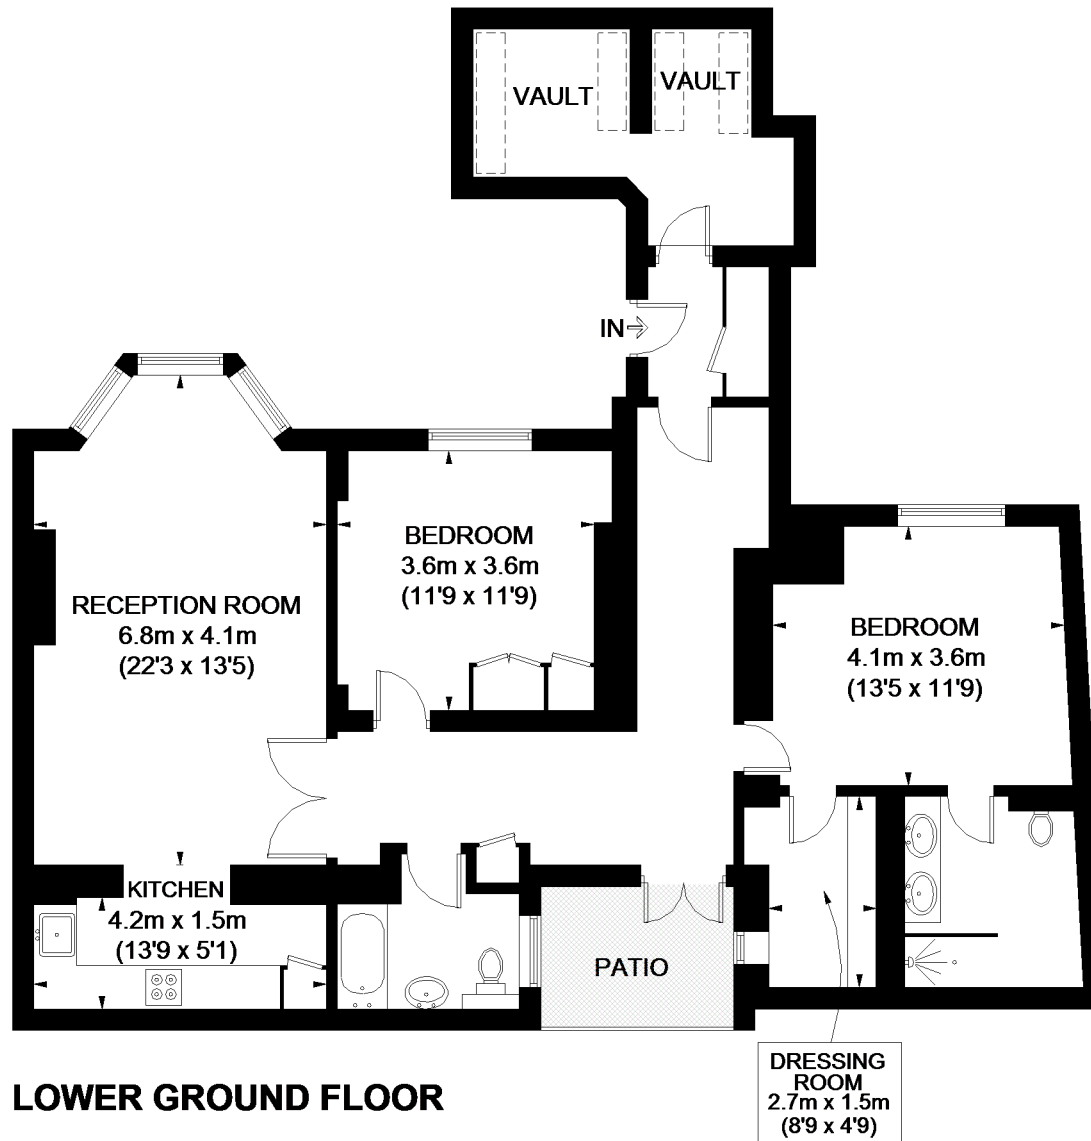 VAULT
VAULT
IN
BEDROOM
3.6m x 3.6m
(11'9 x 11'9)
RECEPTION ROOM
6.8m x 4.1m
(22'3 x 13'5)
BEDROOM
4.1m x 3.6m
(13'5 x 11'9)
KITCHEN
4.2m x 1.5m
(13'9 x 5'1)
PATIO
DRESSING
ROOM
2.7m x 1.5m
(8'9 x 4'9)
LOWER GROUND FLOOR